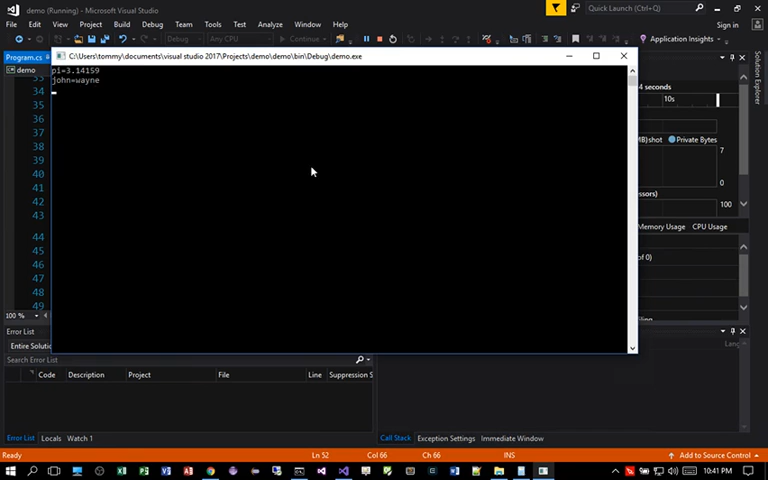 demo (Running) - Microsoft Visual Studio
Quick Launch (Ctrl+Q)
File Edit View Project Build Debug Team Tools Test Analyze Window Help
Sign in
Debug Any CPU Continue
Application Insights
Program.cs
C:\Users\tommy\documents\visual studio 2017\Projects\demo\demo\bin\Debug\demo.exe
demo
pi=3.14159
john=wayne
4 seconds
10s
shot Private Bytes
7
0
100
Memory Usage CPU Usage
of 0)
34
35
36
37
38
39
40
41
42
43
44
45
46
47
48
49
100 %
Error List
Entire Solution
Search Error List
Code Description Project File Line Suppression S
Lang
Error List Locals Watch 1
Call Stack Exception Settings Immediate Window
Ready Ln 52 Col 66 Ch 66 INS Add to Source Control
10:41 PM